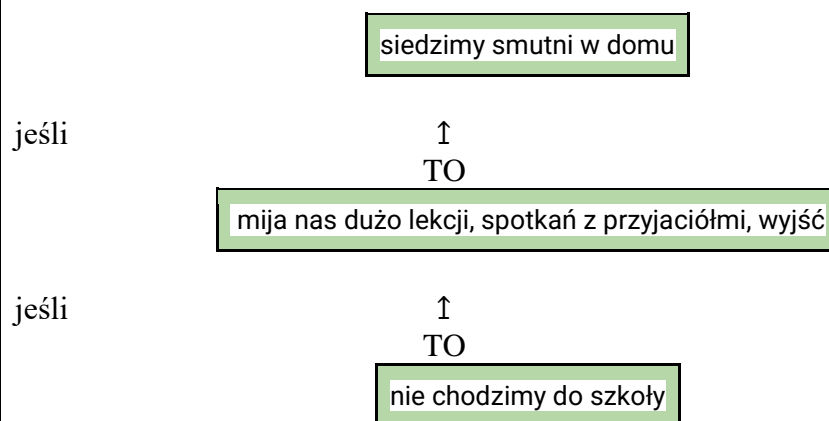 siedzimy smutni w domu
jeśli ↥
TO
mija nas dużo lekcji, spotkań z przyjaciółmi, wyjść
jeśli ↥
TO
nie chodzimy do szkoły